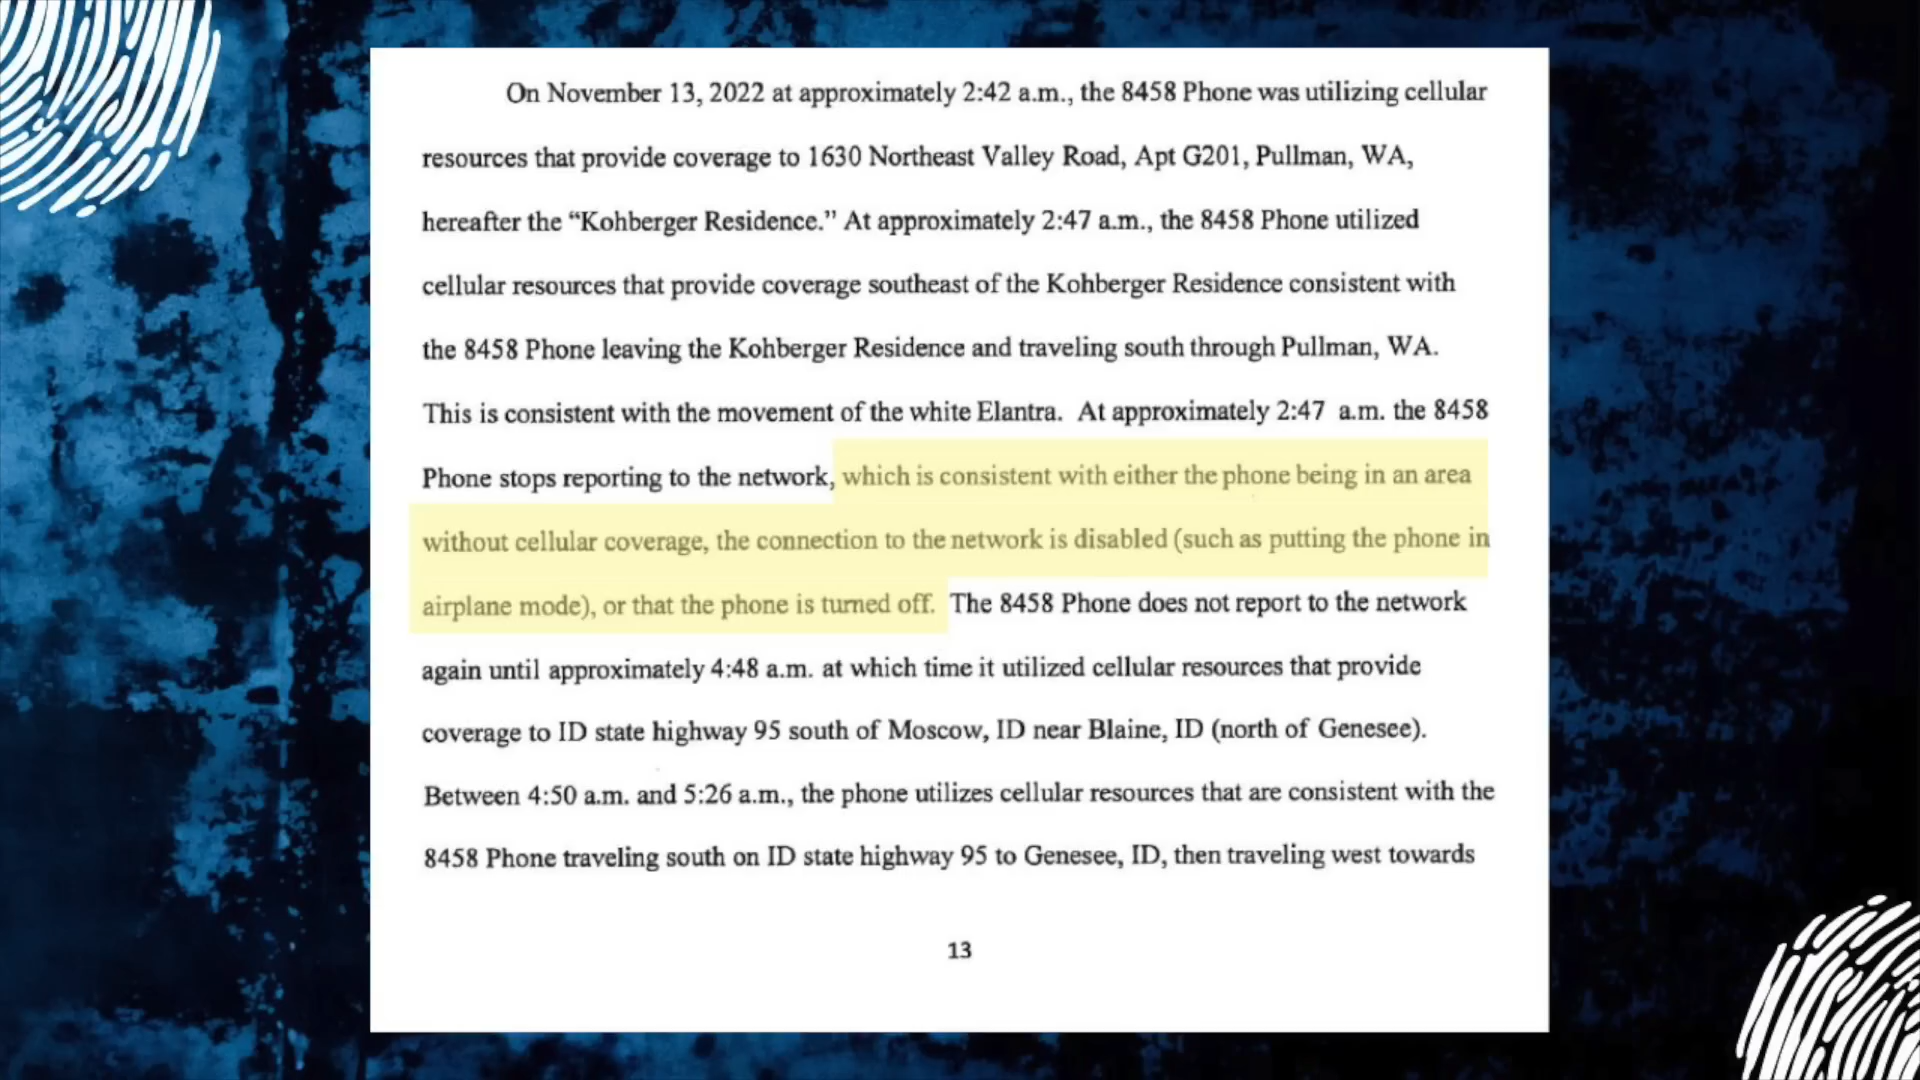 On November 13, 2022 at approximately 2:42 a.m., the 8458 Phone was utilizing cellular
resources that provide coverage to 1630 Northeast Valley Road, Apt G201, Pullman, WA,
hereafter the “Kohberger Residence.” At approximately 2:47 a.m., the 8458 Phone utilized
cellular resources that provide coverage southeast of the Kohberger Residence consistent with
the 8458 Phone leaving the Kohberger Residence and traveling south through Pullman, WA.
This is consistent with the movement of the white Elantra. At approximately 2:47 a.m. the 8458
Phone stops reporting to the network, which is consistent with either the phone being in an area
without cellular coverage, the connection to the network is disabled (such as putting the phone in
airplane mode), or that the phone is turned off. The 8458 Phone does not report to the network
again until approximately 4:48 a.m. at which time it utilized cellular resources that provide
coverage to ID state highway 95 south of Moscow, ID near Blaine, ID (north of Genesee).
Between 4:50 a.m. and 5:26 a.m., the phone utilizes cellular resources that are consistent with the
8458 Phone traveling south on ID state highway 95 to Genesee, ID, then traveling west towards
13